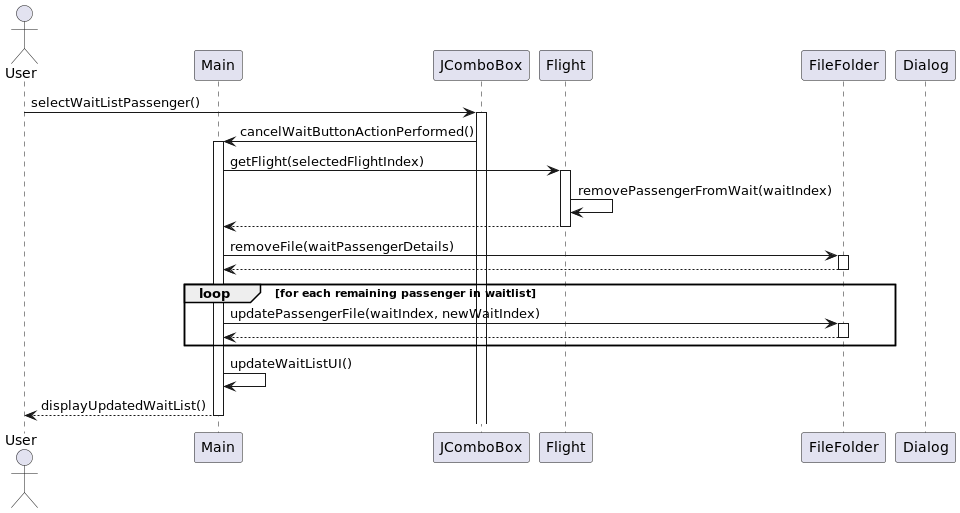 User
Main
JComboBox
Flight
FileFolder
Dialog
selectWaitListPassenger()
cancelWaitButtonActionPerformed()
getFlight(selectedFlightIndex)
removePassengerFromWait(waitIndex)
removeFile(waitPassengerDetails)
loop
[for each remaining passenger in waitlist]
updatePassengerFile(waitIndex, newWaitIndex)
updateWaitListUI()
displayUpdatedWaitList()
User
Main
JComboBox
Flight
FileFolder
Dialog